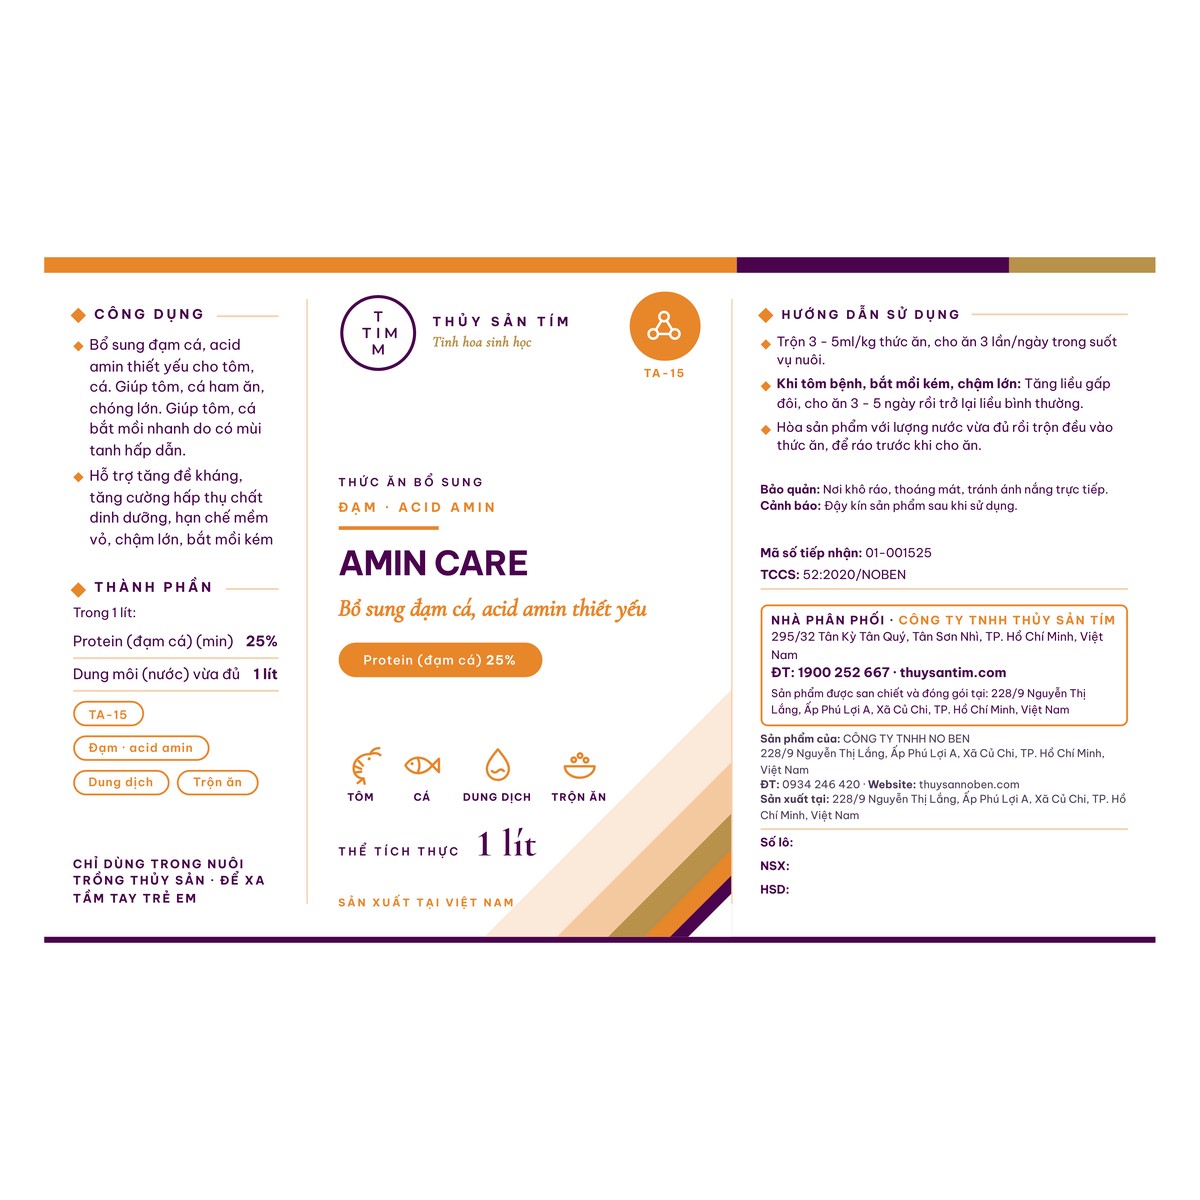 CÔNG DỤNG
Bổ sung đạm cá, acid
amin thiết yếu cho tôm,
cá. Giúp tôm, cá ham ăn,
chóng lớn. Giúp tôm, cá
bắt mồi nhanh do có mùi
tanh hấp dẫn.
Hỗ trợ tăng đề kháng,
tăng cường hấp thụ chất
dinh dưỡng, hạn chế mềm
vỏ, chậm lớn, bắt mồi kém
THÀNH PHẦN
Trong 1 lít:
Protein (đạm cá) (min) 25%
Dung môi (nước) vừa đủ 1 lít
TA-15
Đạm · acid amin
Dung dịch Trộn ăn
CHỈ DÙNG TRONG NUÔI
TRỒNG THỦY SẢN · ĐỂ XA
TẦM TAY TRẺ EM
T
TIM
M
THỦY SẢN TÍM
Tinh hoa sinh học
TA-15
THỨC ĂN BỔ SUNG
ĐẠM · ACID AMIN
AMIN CARE
Bổ sung đạm cá, acid amin thiết yếu
Protein (đạm cá) 25%
TÔM CÁ DUNG DỊCH TRỘN ĂN
THỂ TÍCH THỰC 1 lít
SẢN XUẤT TẠI VIỆT NAM
HƯỚNG DẪN SỬ DỤNG
Trộn 3 - 5ml/kg thức ăn, cho ăn 3 lần/ngày trong suốt
vụ nuôi.
Khi tôm bệnh, bắt mồi kém, chậm lớn: Tăng liều gấp
đôi, cho ăn 3 - 5 ngày rồi trở lại liều bình thường.
Hòa sản phẩm với lượng nước vừa đủ rồi trộn đều vào
thức ăn, để ráo trước khi cho ăn.
Bảo quản: Nơi khô ráo, thoáng mát, tránh ánh nắng trực tiếp.
Cảnh báo: Đậy kín sản phẩm sau khi sử dụng.
Mã số tiếp nhận: 01-001525
TCCS: 52:2020/NOBEN
NHÀ PHÂN PHỐI · CÔNG TY TNHH THỦY SẢN TÍM
295/32 Tân Kỳ Tân Quý, Tân Sơn Nhì, TP. Hồ Chí Minh, Việt
Nam
ĐT: 1900 252 667 · thuysantim.com
Sản phẩm được san chiết và đóng gói tại: 228/9 Nguyễn Thị
Lắng, Ấp Phú Lợi A, Xã Củ Chi, TP. Hồ Chí Minh, Việt Nam
Sản phẩm của: CÔNG TY TNHH NO BEN
228/9 Nguyễn Thị Lắng, Ấp Phú Lợi A, Xã Củ Chi, TP. Hồ Chí Minh,
Việt Nam
ĐT: 0934 246 420 · Website: thuysannoben.com
Sản xuất tại: 228/9 Nguyễn Thị Lắng, Ấp Phú Lợi A, Xã Củ Chi, TP. Hồ
Chí Minh, Việt Nam
Số lô:
NSX:
HSD: